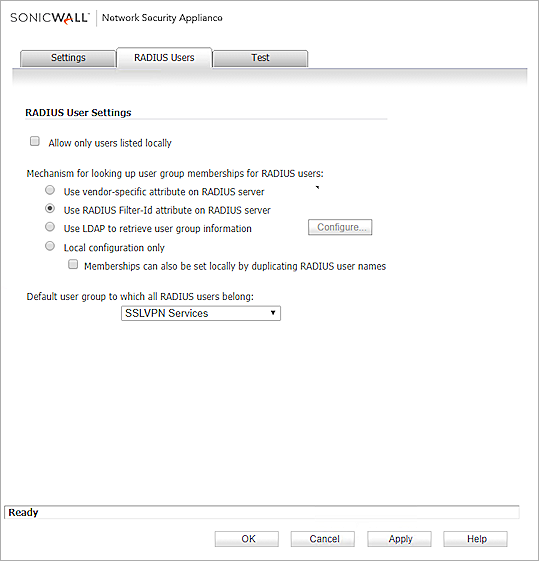 SONICWALL™ | Network Security Appliance
Settings RADIUS Users Test
RADIUS User Settings
Allow only users listed locally
Mechanism for looking up user group memberships for RADIUS users:
Use vendor-specific attribute on RADIUS server
Use RADIUS Filter-Id attribute on RADIUS server
Use LDAP to retrieve user group information Configure...
Local configuration only
Memberships can also be set locally by duplicating RADIUS user names
Default user group to which all RADIUS users belong:
SSLVPN Services
Ready
OK Cancel Apply Help